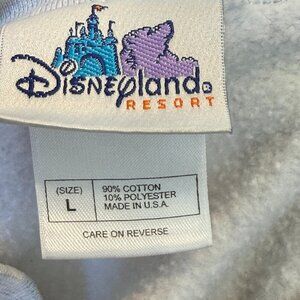 Disneyland®
RESORT
(SIZE)
L
90% COTTON
10% POLYESTER
MADE IN U.S.A.
CARE ON REVERSE